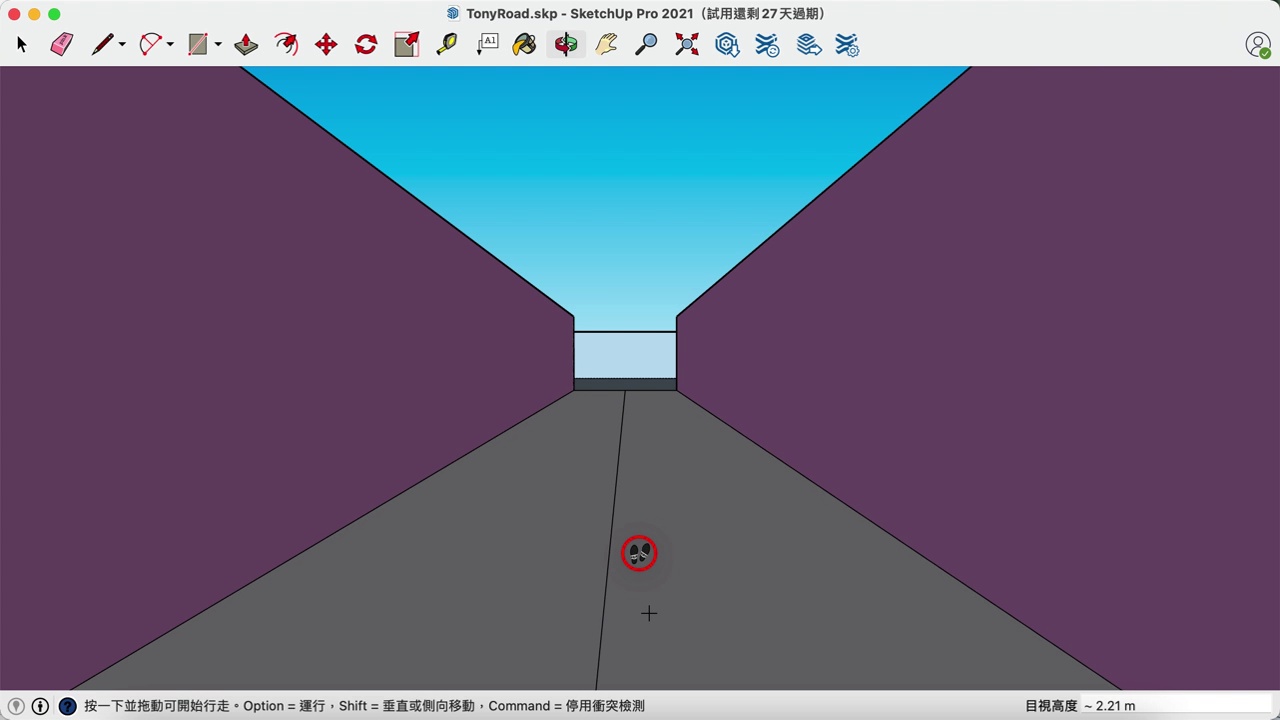 TonyRoad.skp - SketchUp Pro 2021（試用還剩 27 天過期）
A1
按一下並拖動可開始行走。Option = 運行，Shift = 垂直或側向移動，Command = 停用衝突檢測
目視高度 ~ 2.21 m